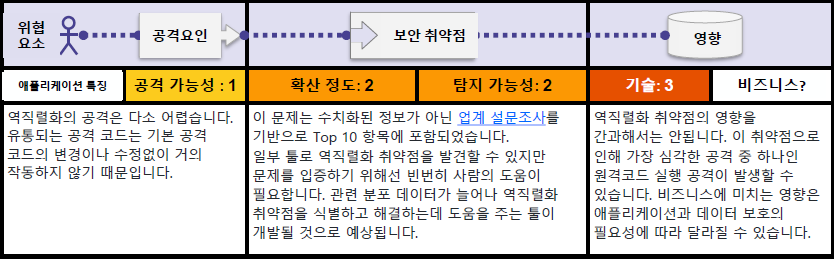 위협
요소
공격요인
보안 취약점
영향
애플리케이션 특징
공격 가능성 : 1
확산 정도: 2
탐지 가능성: 2
기술: 3
비즈니스?
역직렬화의 공격은 다소 어렵습니다.
유통되는 공격 코드는 기본 공격
코드의 변경이나 수정없이 거의
작동하지 않기 때문입니다.
이 문제는 수치화된 정보가 아닌 업계 설문조사를
기반으로 Top 10 항목에 포함되었습니다.
일부 툴로 역직렬화 취약점을 발견할 수 있지만
문제를 입증하기 위해선 빈번히 사람의 도움이
필요합니다. 관련 분포 데이터가 늘어나 역직렬화
취약점을 식별하고 해결하는데 도움을 주는 툴이
개발될 것으로 예상됩니다.
역직렬화 취약점의 영향을
간과해서는 안됩니다. 이 취약점으로
인해 가장 심각한 공격 중 하나인
원격코드 실행 공격이 발생할 수
있습니다. 비즈니스에 미치는 영향은
애플리케이션과 데이터 보호의
필요성에 따라 달라질 수 있습니다.